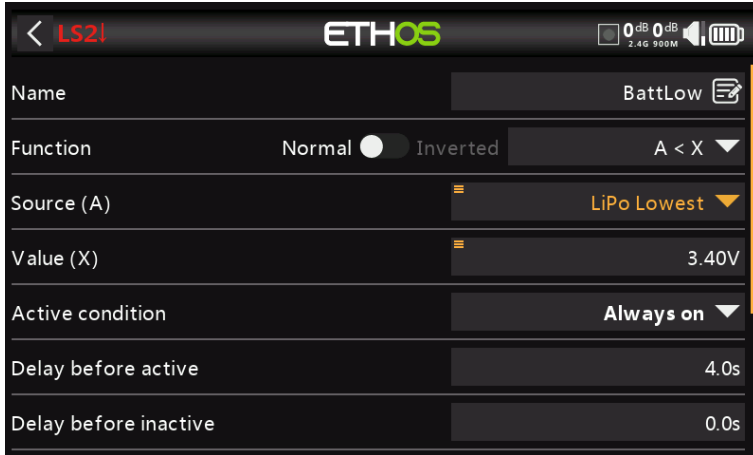 LS2↓ ETHOS 0dB 0dB
2.4G 900M
Name BattLow
Function Normal Inverted A < X
Source (A) LiPo Lowest
Value (X) 3.40V
Active condition Always on
Delay before active 4.0s
Delay before inactive 0.0s